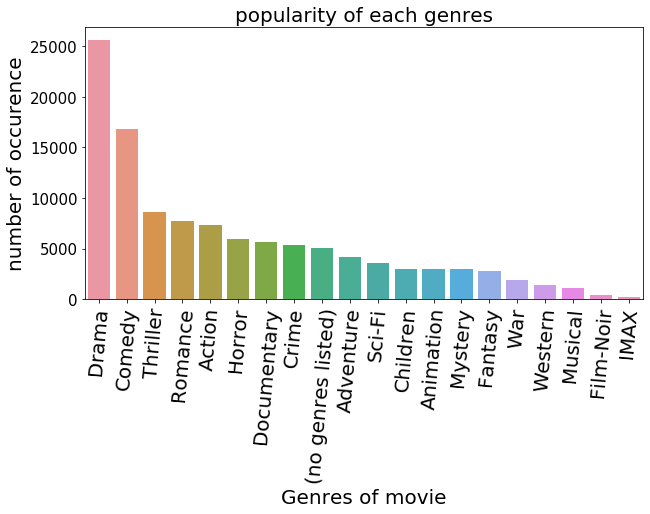 popularity of each genres
number of occurence
25000
20000
15000
10000
5000
0
Drama
Comedy
Thriller
Romance
Action
Horror
Documentary
Crime
(no genres listed)
Adventure
Sci-Fi
Children
Animation
Mystery
Fantasy
War
Western
Musical
Film-Noir
IMAX
Genres of movie